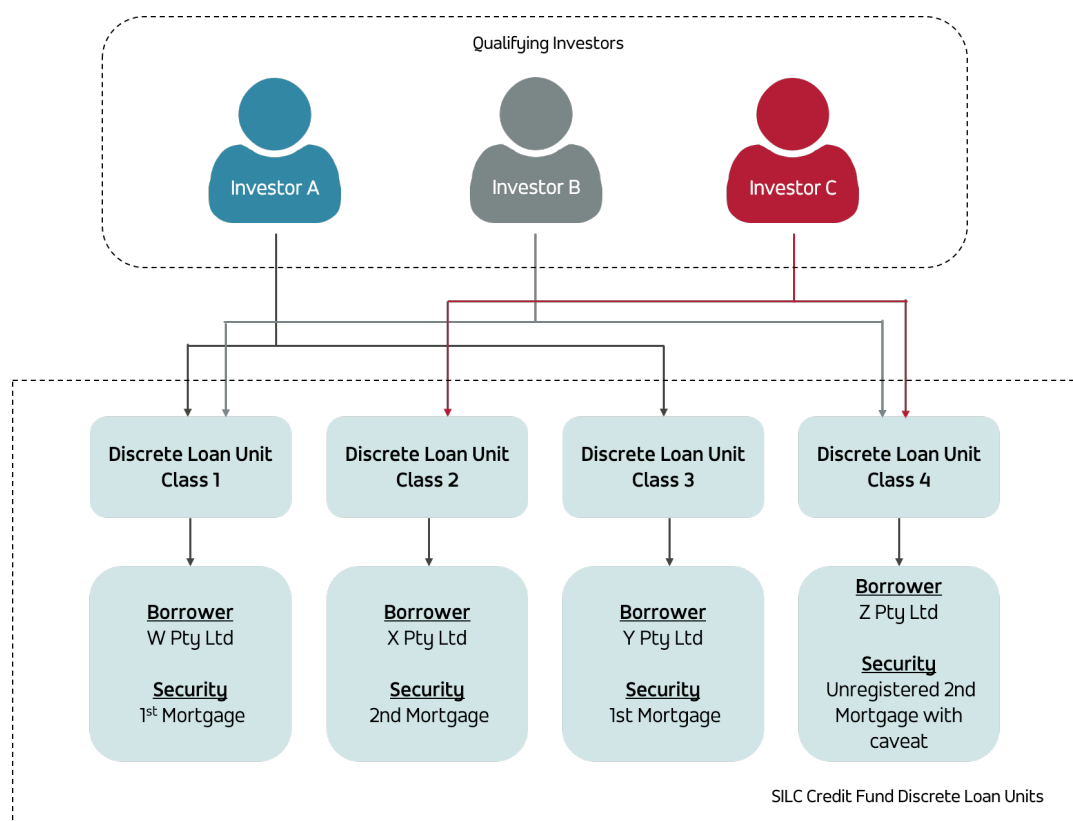 Qualifying Investors
Investor A
Investor B
Investor C
Discrete Loan Unit
Class 1
Discrete Loan Unit
Class 2
Discrete Loan Unit
Class 3
Discrete Loan Unit
Class 4
Borrower
W Pty Ltd
Security
1st Mortgage
Borrower
X Pty Ltd
Security
2nd Mortgage
Borrower
Y Pty Ltd
Security
1st Mortgage
Borrower
Z Pty Ltd
Security
Unregistered 2nd
Mortgage with
caveat
SILC Credit Fund Discrete Loan Units